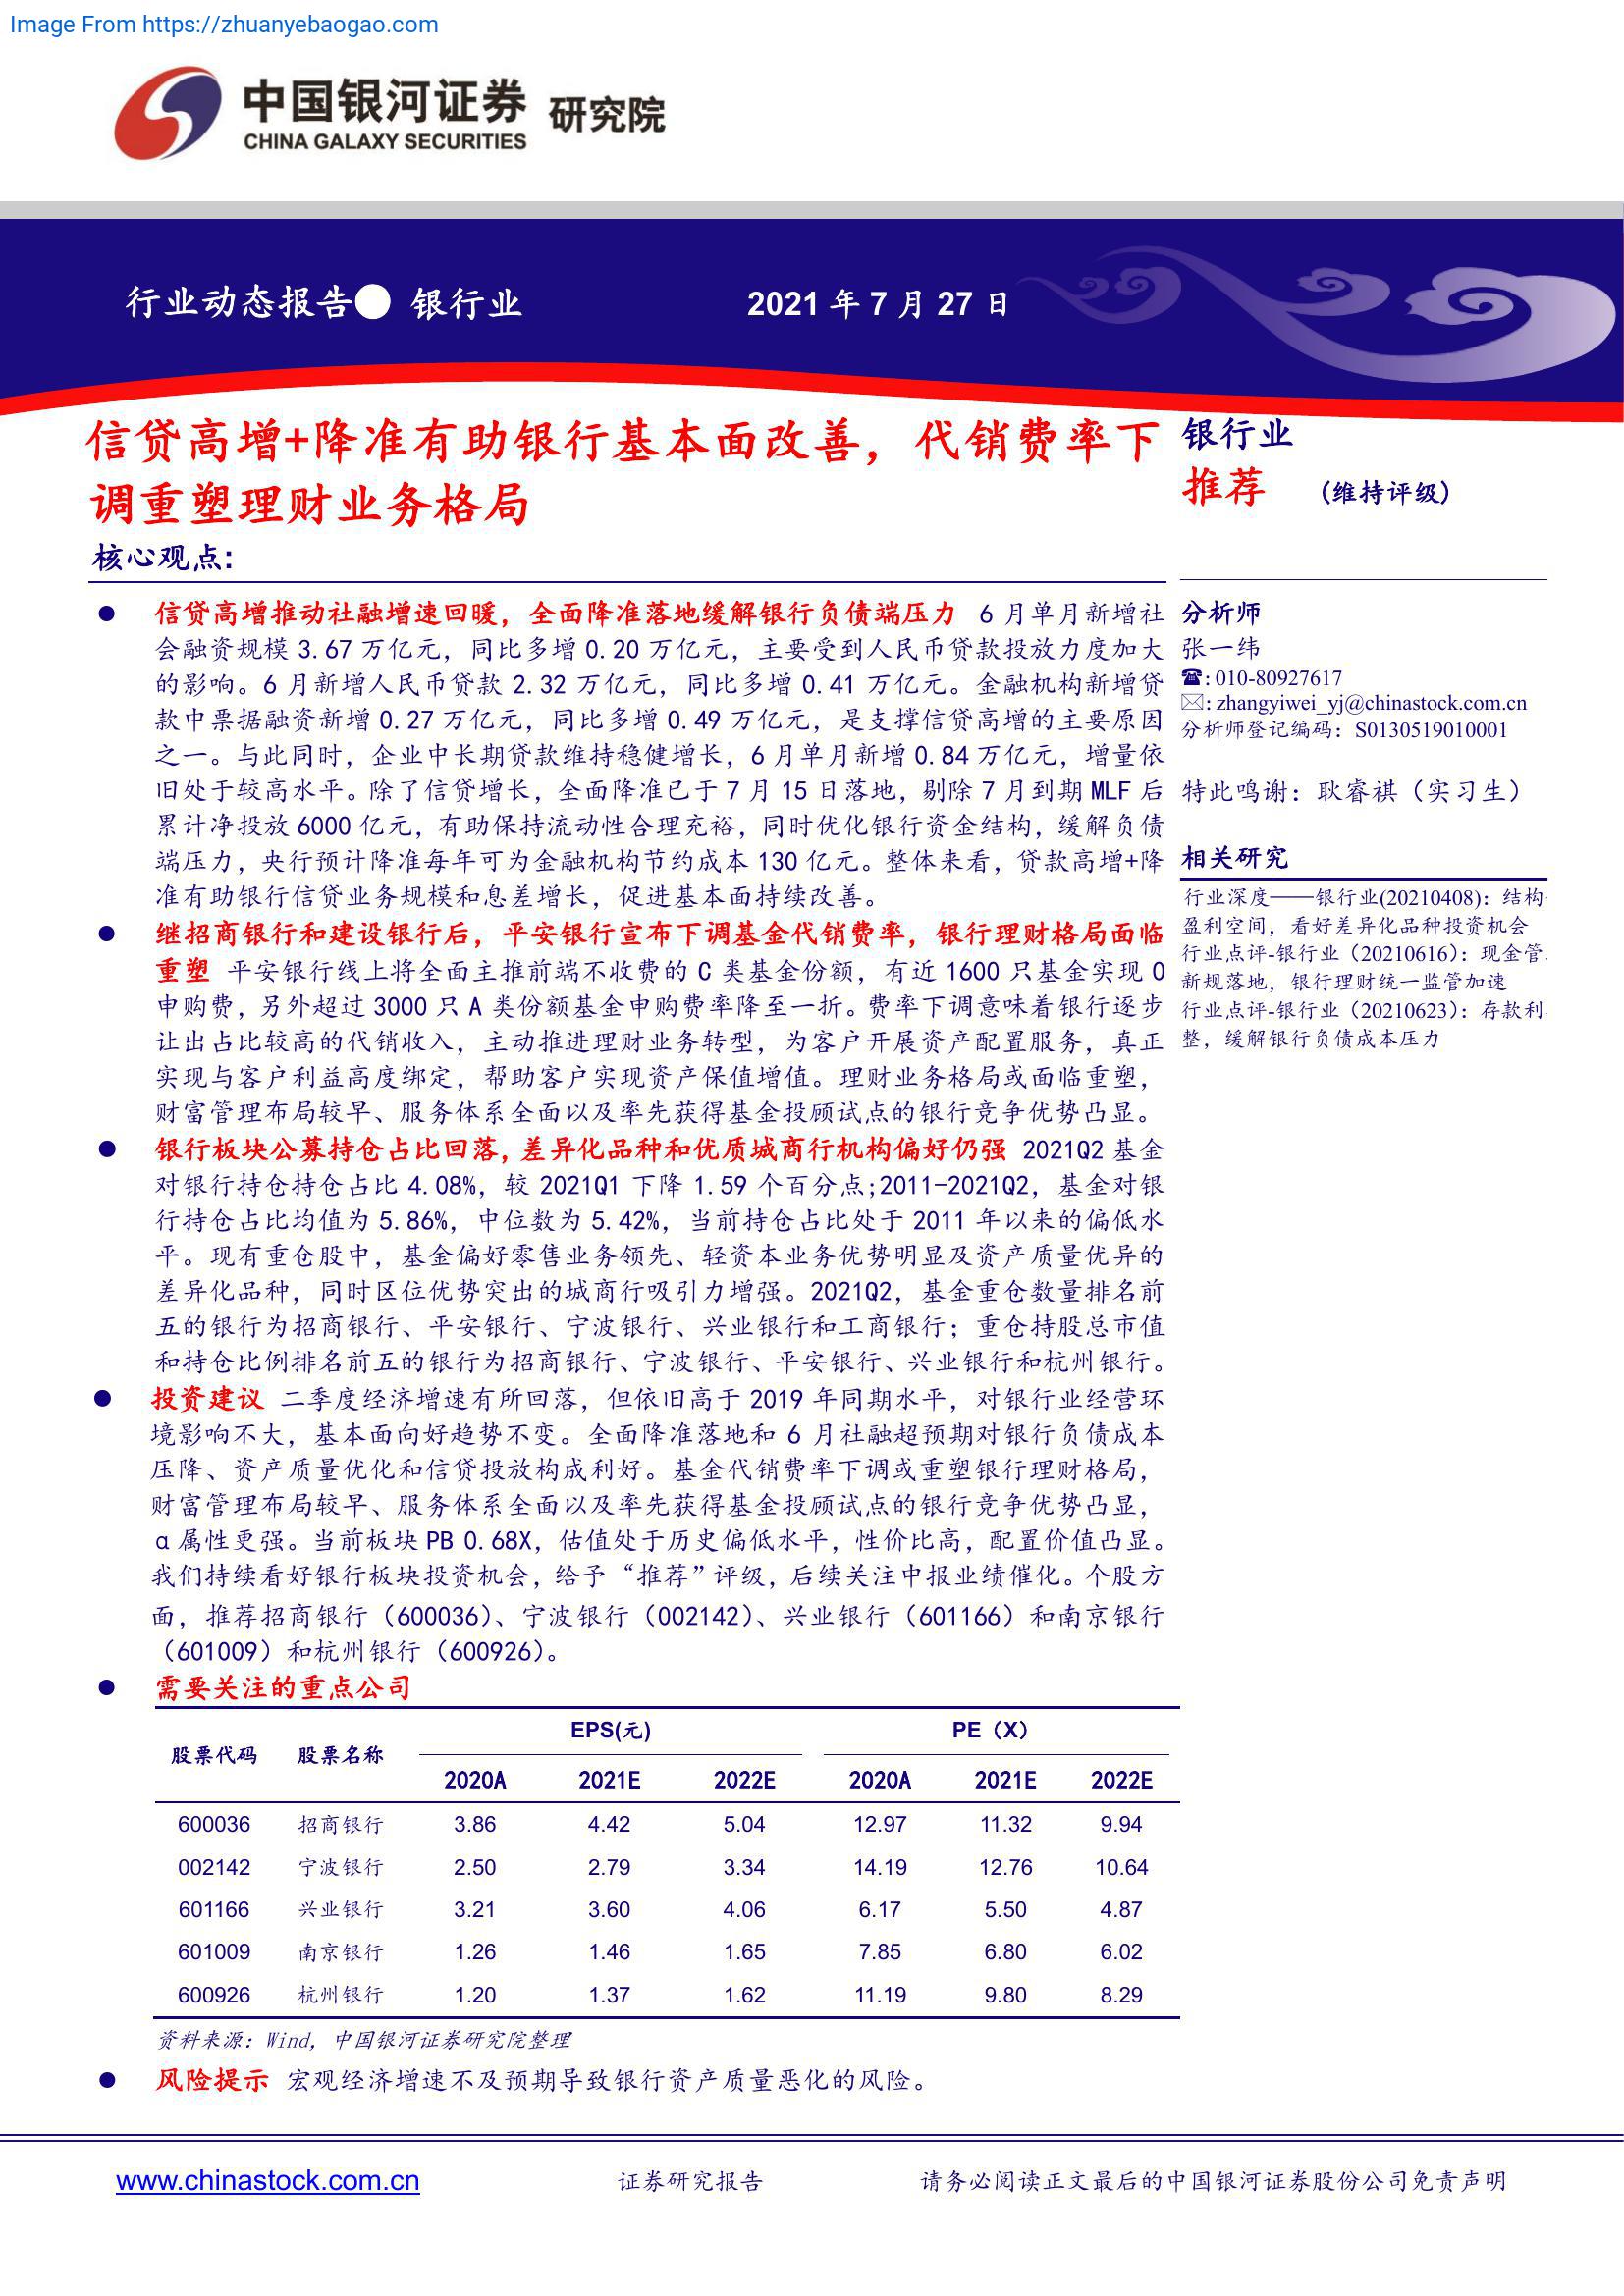 Image From https://zhuanyebaogao.com
中国银河证券 研究院
CHINA GALAXY SECURITIES
行业动态报告● 银行业 2021 年 7 月 27 日
信贷高增+降准有助银行基本面改善，代销费率下
调重塑理财业务格局
核心观点:
银行业
推荐 (维持评级)
信贷高增推动社融增速回暖，全面降准落地缓解银行负债端压力 6 月单月新增社
会融资规模 3.67 万亿元，同比多增 0.20 万亿元，主要受到人民币贷款投放力度加大
的影响。6 月新增人民币贷款 2.32 万亿元，同比多增 0.41 万亿元。金融机构新增贷
款中票据融资新增 0.27 万亿元，同比多增 0.49 万亿元，是支撑信贷高增的主要原因
之一。与此同时，企业中长期贷款维持稳健增长，6 月单月新增 0.84 万亿元，增量依
旧处于较高水平。除了信贷增长，全面降准已于 7 月 15 日落地，剔除 7 月到期 MLF 后
累计净投放 6000 亿元，有助保持流动性合理充裕，同时优化银行资金结构，缓解负债
端压力，央行预计降准每年可为金融机构节约成本 130 亿元。整体来看，贷款高增+降
准有助银行信贷业务规模和息差增长，促进基本面持续改善。
继招商银行和建设银行后，平安银行宣布下调基金代销费率，银行理财格局面临
重塑 平安银行线上将全面主推前端不收费的 C 类基金份额，有近 1600 只基金实现 0
申购费，另外超过 3000 只 A 类份额基金申购费率降至一折。费率下调意味着银行逐步
让出占比较高的代销收入，主动推进理财业务转型，为客户开展资产配置服务，真正
实现与客户利益高度绑定，帮助客户实现资产保值增值。理财业务格局或面临重塑，
财富管理布局较早、服务体系全面以及率先获得基金投顾试点的银行竞争优势凸显。
银行板块公募持仓占比回落，差异化品种和优质城商行机构偏好仍强 2021Q2 基金
对银行持仓持仓占比 4.08%，较 2021Q1 下降 1.59 个百分点;2011-2021Q2，基金对银
行持仓占比均值为 5.86%，中位数为 5.42%，当前持仓占比处于 2011 年以来的偏低水
平。现有重仓股中，基金偏好零售业务领先、轻资本业务优势明显及资产质量优异的
差异化品种，同时区位优势突出的城商行吸引力增强。2021Q2，基金重仓数量排名前
五的银行为招商银行、平安银行、宁波银行、兴业银行和工商银行；重仓持股总市值
和持仓比例排名前五的银行为招商银行、宁波银行、平安银行、兴业银行和杭州银行。
投资建议 二季度经济增速有所回落，但依旧高于 2019 年同期水平，对银行业经营环
境影响不大，基本面向好趋势不变。全面降准落地和 6 月社融超预期对银行负债成本
压降、资产质量优化和信贷投放构成利好。基金代销费率下调或重塑银行理财格局，
财富管理布局较早、服务体系全面以及率先获得基金投顾试点的银行竞争优势凸显，
α 属性更强。当前板块 PB 0.68X，估值处于历史偏低水平，性价比高，配置价值凸显。
我们持续看好银行板块投资机会，给予“推荐”评级，后续关注中报业绩催化。个股方
面，推荐招商银行（600036）、宁波银行（002142）、兴业银行（601166）和南京银行
（601009）和杭州银行（600926）。
需要关注的重点公司
股票代码 股票名称 EPS(元) PE（X）
2020A 2021E 2022E 2020A 2021E 2022E
600036 招商银行 3.86 4.42 5.04 12.97 11.32 9.94
002142 宁波银行 2.50 2.79 3.34 14.19 12.76 10.64
601166 兴业银行 3.21 3.60 4.06 6.17 5.50 4.87
601009 南京银行 1.26 1.46 1.65 7.85 6.80 6.02
600926 杭州银行 1.20 1.37 1.62 11.19 9.80 8.29
资料来源：Wind，中国银河证券研究院整理
风险提示 宏观经济增速不及预期导致银行资产质量恶化的风险。
分析师
张一纬
☎: 010-80927617
✉: zhangyiwei_yj@chinastock.com.cn
分析师登记编码：S0130519010001
特此鸣谢：耿睿祺（实习生）
相关研究
行业深度——银行业(20210408)：结构
盈利空间，看好差异化品种投资机会
行业点评-银行业（20210616）：现金管
新规落地，银行理财统一监管加速
行业点评-银行业（20210623）：存款利
整，缓解银行负债成本压力
www.chinastock.com.cn 证券研究报告 请务必阅读正文最后的中国银河证券股份公司免责声明